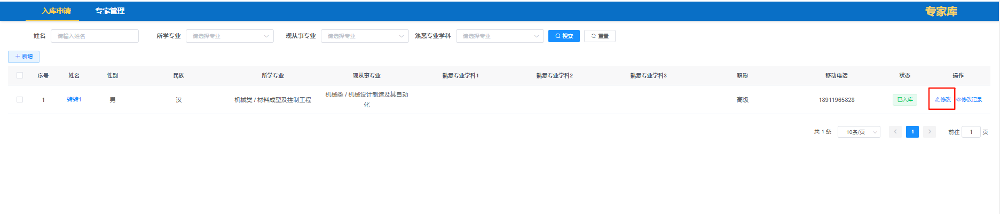 入库申请 专家管理 专家库
姓名 请输入姓名 所学专业 请选择专业 现从事专业 请选择专业 熟悉专业学科 请选择专业 搜索 重置
+ 新增
序号 姓名 性别 民族 所学专业 现从事专业 熟悉专业学科1 熟悉专业学科2 熟悉专业学科3 职称 移动电话 状态 操作
1 转转1 男 汉 机械类 / 材料成型及控制工程 机械类 / 机械设计制造及其自动化 高级 18911965828 已入库 修改 修改记录
共 1 条 10条/页 1 前往 1 页